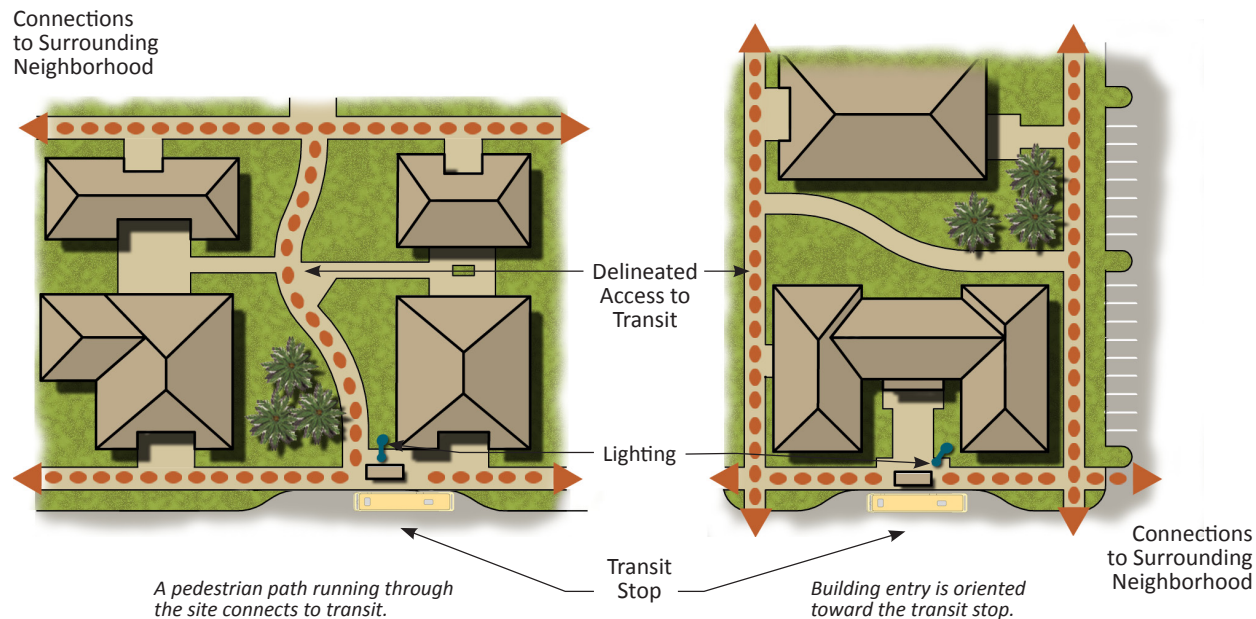 Connections
to Surrounding
Neighborhood
Delineated
Access to
Transit
Lighting
Transit
Stop
Connections
to Surrounding
Neighborhood
A pedestrian path running through
the site connects to transit.
Building entry is oriented
toward the transit stop.